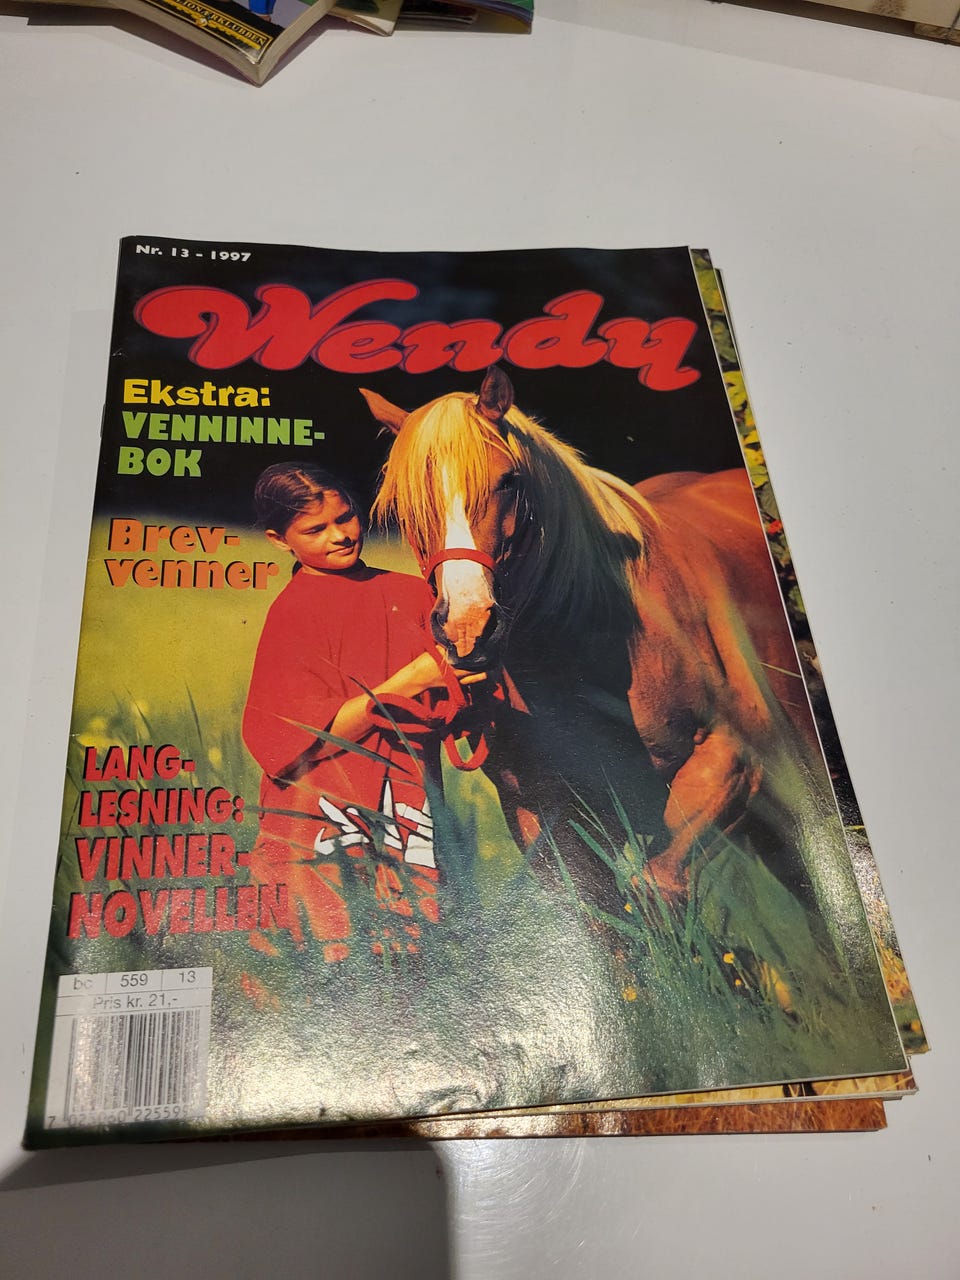 Nr. 13 - 1997
Wendy
Ekstra:
VENNINNE-
BOK
Brev-
venner
LANG-
LESNING:
VINNER-
NOVELLEN
bc 559 13
Pris kr. 21,-